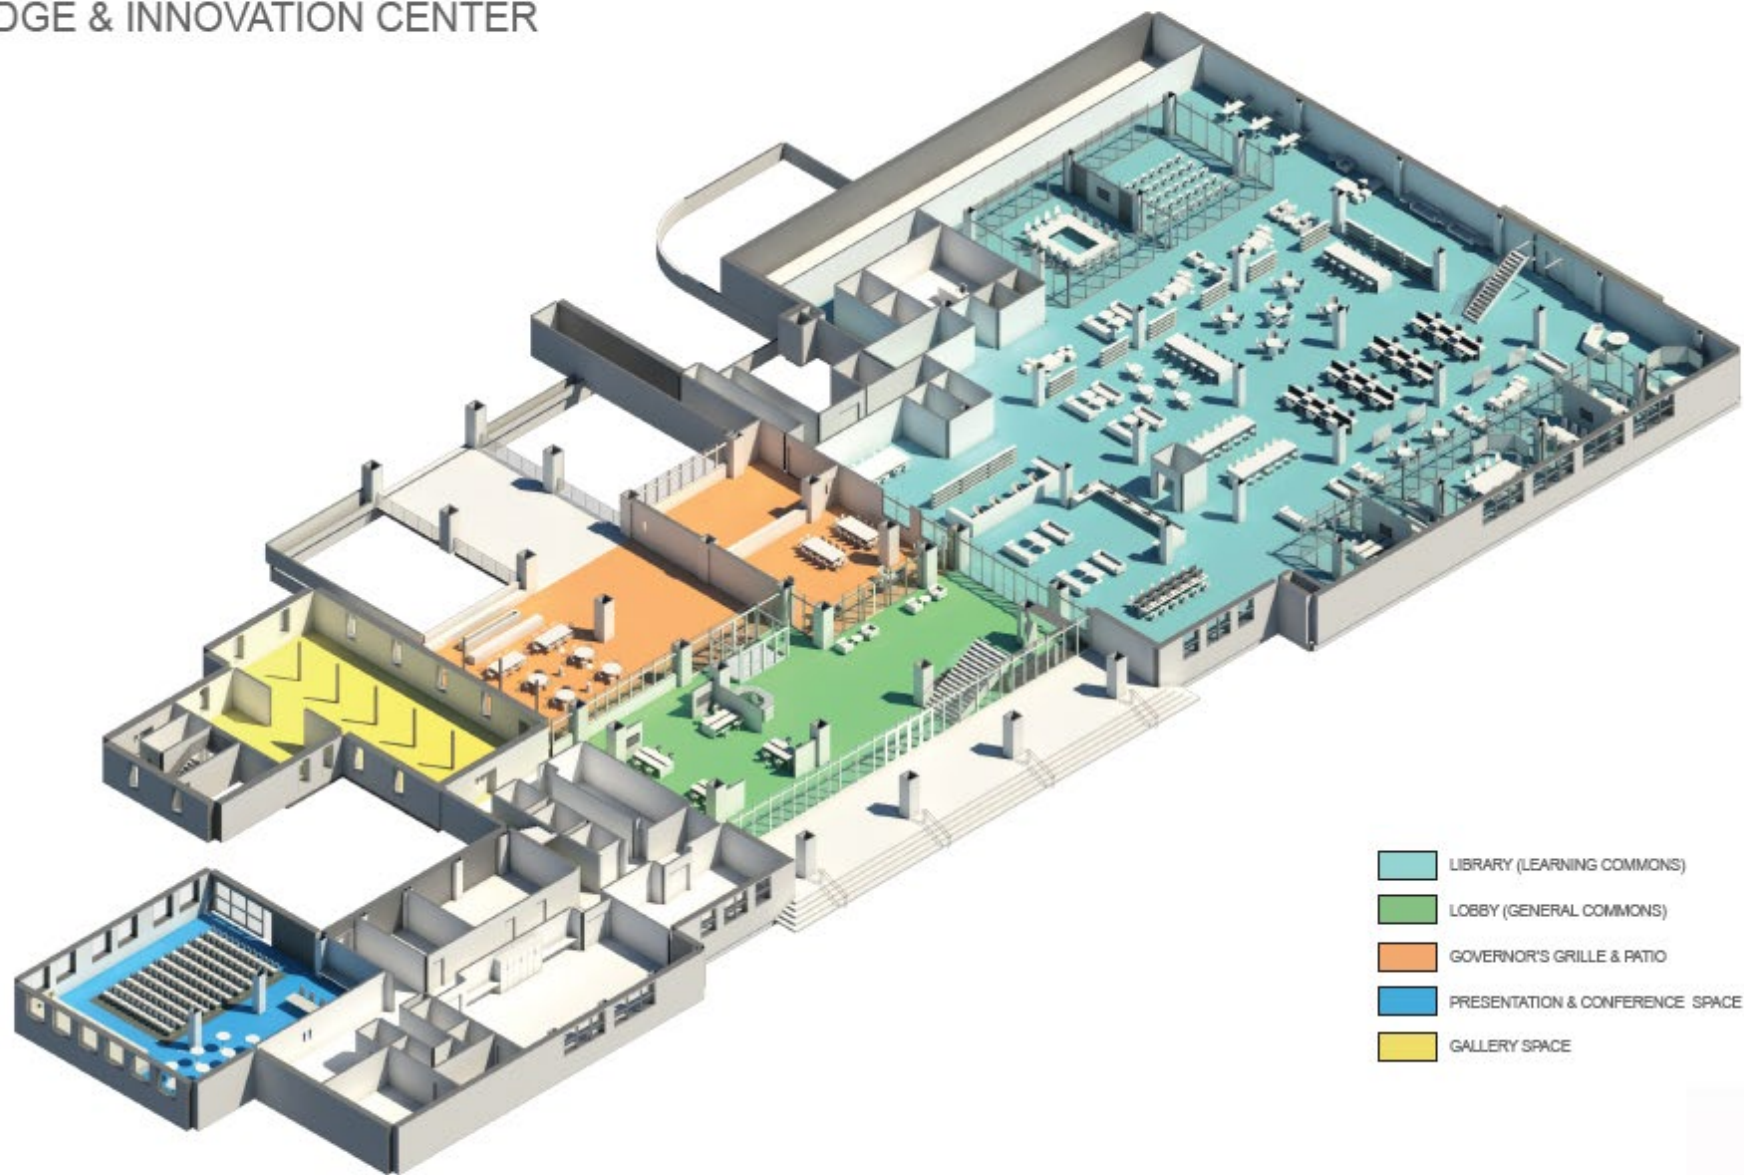 DGE & INNOVATION CENTER
LIBRARY (LEARNING COMMONS)
LOBBY (GENERAL COMMONS)
GOVERNOR'S GRILLE & PATIO
PRESENTATION & CONFERENCE SPACE
GALLERY SPACE